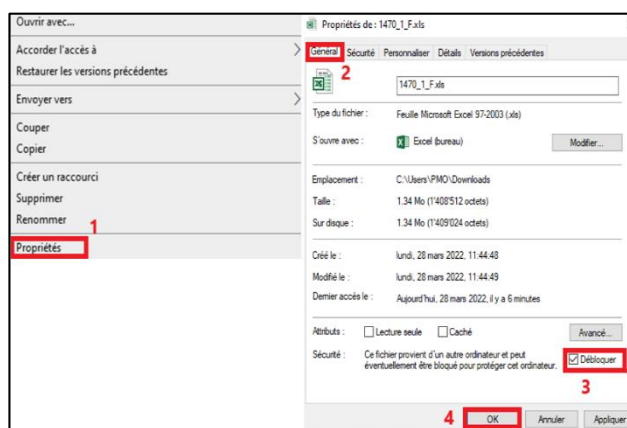 Ouvrir avec...
Accorder l'accès à
Restaurer les versions précédentes
Envoyer vers
Couper
Copier
Créer un raccourci
Supprimer
Renommer
1
Propriétés
Propriétés de : 1470_1_F.xls
Général Sécurité Personnaliser Détails Versions précédentes
2
1470_1_F.xls
Type du fichier : Feuille Microsoft Excel 97-2003 (.xls)
S'ouvre avec : Excel (bureau) Modifier...
Emplacement : C:\Users\PMO\Downloads
Taille : 1.34 Mo (1'408'512 octets)
Sur disque : 1.34 Mo (1'409'024 octets)
Créé le : lundi, 28 mars 2022, 11:44:48
Modifié le : lundi, 28 mars 2022, 11:44:49
Dernier accès le : Aujourd'hui, 28 mars 2022, il y a 6 minutes
Attributs : Lecture seule Caché Avancé...
Sécurité : Ce fichier provient d'un autre ordinateur et peut Débloquer
éventuellement être bloqué pour protéger cet ordinateur.
3
4 OK Annuler Appliquer